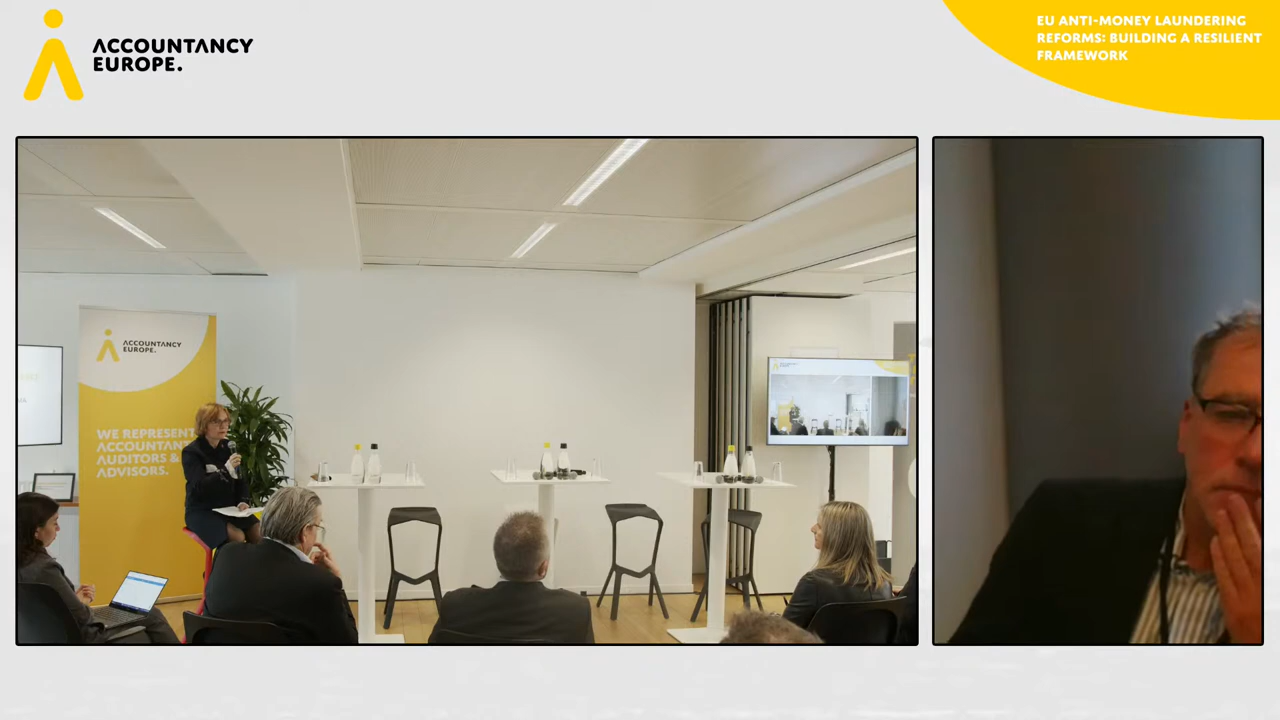 ACCOUNTANCY
EUROPE.
EU ANTI-MONEY LAUNDERING
REFORMS: BUILDING A RESILIENT
FRAMEWORK
ACCOUNTANCY
EUROPE.
WE REPRESENT
ACCOUNTANT
AUDITORS &
ADVISORS.